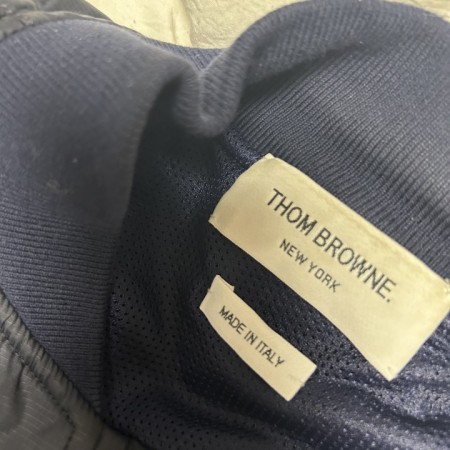 THOM BROWNE.
NEW YORK
MADE IN ITALY